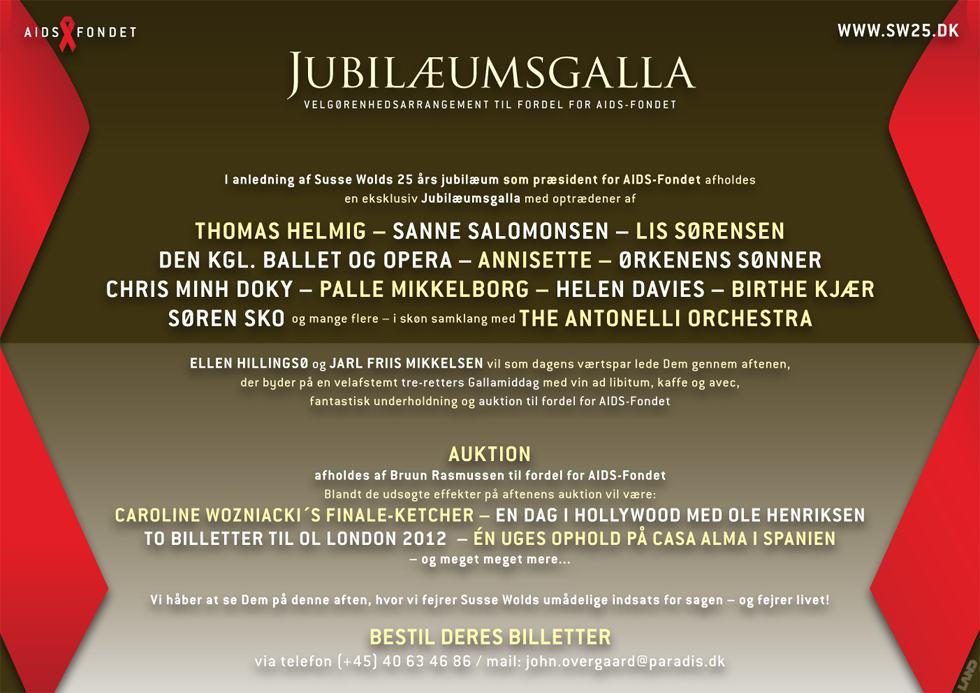 AIDS FONDET
WWW.SW25.DK
JUBILÆUMSGALLA
VELGØRENHEDSARRANGEMENT TIL FORDEL FOR AIDS-FONDET
I anledning af Susse Wolds 25 års jubilæum som præsident for AIDS-Fondet afholdes
en eksklusiv Jubilæumsgalla med optrædener af
THOMAS HELMIG – SANNE SALOMONSEN – LIS SØRENSEN
DEN KGL. BALLET OG OPERA – ANNISETTE – ØRKENENS SØNNER
CHRIS MINH DOKY – PALLE MIKKELBORG – HELEN DAVIES – BIRTHE KJÆR
SØREN SKO og mange flere – i skøn samklang med THE ANTONELLI ORCHESTRA
ELLEN HILLINGSØ og JARL FRIIS MIKKELSEN vil som dagens værtspar lede Dem gennem aftenen,
der byder på en velafstemt tre-retters Gallamiddag med vin ad libitum, kaffe og avec,
fantastisk underholdning og auktion til fordel for AIDS-Fondet
AUKTION
afholdes af Bruun Rasmussen til fordel for AIDS-Fondet
Blandt de udsøgte effekter på aftenens auktion vil være:
CAROLINE WOZNIACKI´S FINALE-KETCHER – EN DAG I HOLLYWOOD MED OLE HENRIKSEN
TO BILLETTER TIL OL LONDON 2012 – ÉN UGES OPHOLD PÅ CASA ALMA I SPANIEN
– og meget meget mere...
Vi håber at se Dem på denne aften, hvor vi fejrer Susse Wolds umådelige indsats for sagen – og fejrer livet!
BESTIL DERES BILLETTER
via telefon (+45) 40 63 46 86 / mail: john.overgaard@paradis.dk